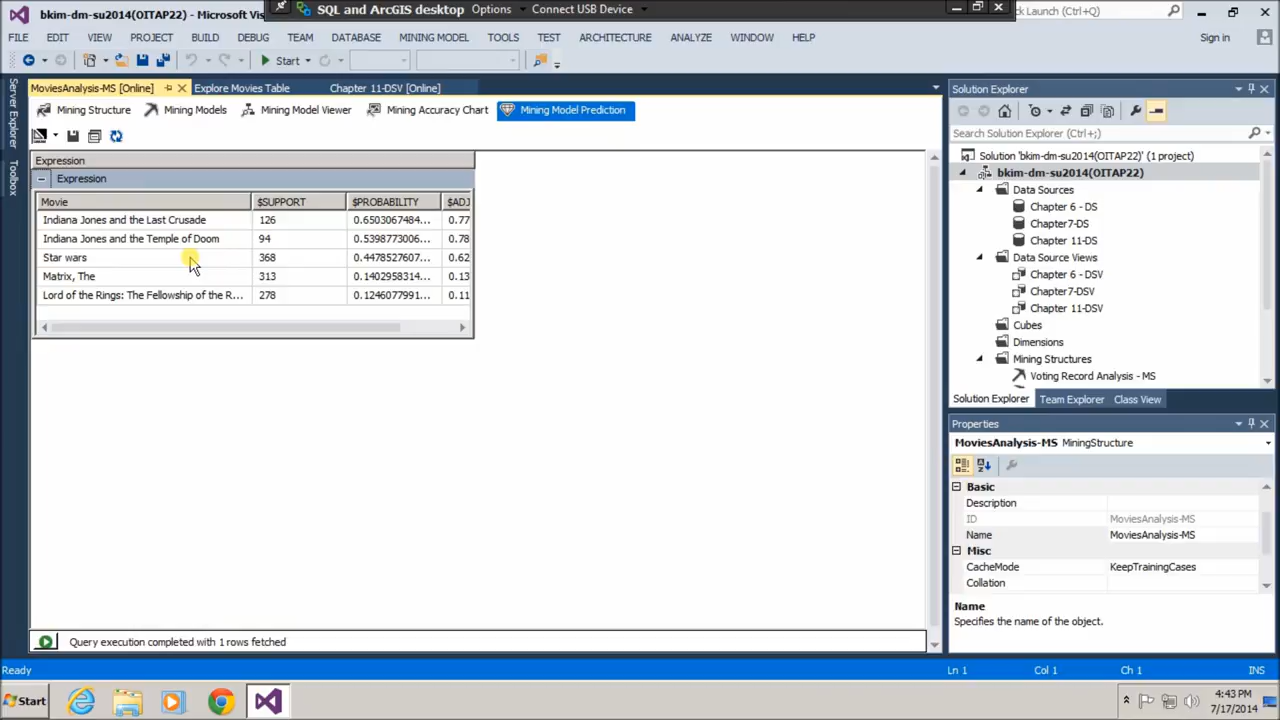 bkim-dm-su2014(OITAP22) - Microsoft Vis
SQL and ArcGIS desktop Options Connect USB Device
Launch (Ctrl+;)
FILE EDIT VIEW PROJECT BUILD DEBUG TEAM DATABASE MINING MODEL TOOLS TEST ARCHITECTURE ANALYZE WINDOW HELP Sign in
Start
Server Explorer
Toolbox
MoviesAnalysis-MS [Online] Explore Movies Table Chapter 11-DSV [Online]
Mining Structure Mining Models Mining Model Viewer Mining Accuracy Chart Mining Model Prediction
Expression
Expression
Movie $SUPPORT $PROBABILITY $ADJ
Indiana Jones and the Last Crusade 126 0.6503067484... 0.77
Indiana Jones and the Temple of Doom 94 0.5398773006... 0.78
Star wars 368 0.4478527607... 0.62
Matrix, The 313 0.1402958314... 0.13
Lord of the Rings: The Fellowship of the R... 278 0.1246077991... 0.11
Query execution completed with 1 rows fetched
Solution Explorer
Search Solution Explorer (Ctrl+;)
Solution 'bkim-dm-su2014(OITAP22)' (1 project)
bkim-dm-su2014(OITAP22)
Data Sources
Chapter 6 - DS
Chapter7-DS
Chapter 11-DS
Data Source Views
Chapter 6 - DSV
Chapter7-DSV
Chapter 11-DSV
Cubes
Dimensions
Mining Structures
Voting Record Analysis - MS
Solution Explorer Team Explorer Class View
Properties
MoviesAnalysis-MS MiningStructure
Basic
Description
ID MoviesAnalysis-MS
Name MoviesAnalysis-MS
Misc
CacheMode KeepTrainingCases
Collation
Name
Specifies the name of the object.
Ready Ln 1 Col 1 Ch 1 INS
Start
4:43 PM
7/17/2014